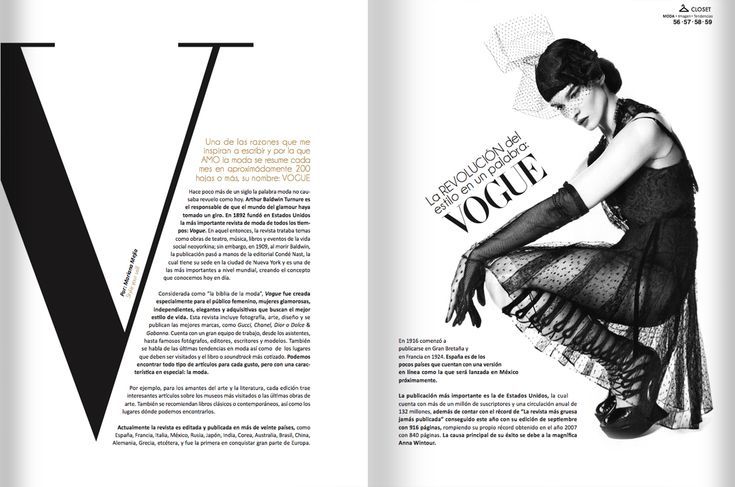 V
Una de las razones que me
inspiran a escribir y por la que
AMO la moda se resume cada
mes en aproximádamente 200
hojas o más, su nombre: VOGUE
Hace poco más de un siglo la palabra moda no cau-
saba revuelo como hoy. Arthur Baldwin Turnure es
el responsable de que el mundo del glamour haya
tomado un giro. En 1892 fundó en Estados Unidos
la más importante revista de moda de todos los tiem-
pos: Vogue. En aquel entonces, la revista trataba temas
como obras de teatro, música, libros y eventos de la vida
social neoyorkina; sin embargo, en 1909, al morir Baldwin,
la publicación pasó a manos de la editorial Condé Nast, la
cual tiene su sede en la ciudad de Nueva York y es una de
las más importantes a nivel mundial, creando el concepto
que conocemos hoy en día.
Por: Mariana Mejía
Considerada como "la biblia de la moda", Vogue fue creada
especialmente para el público femenino, mujeres glamorosas,
independientes, elegantes y adquisitivas que buscan el mejor
estilo de vida. Esta revista incluye fotografía, arte, diseño y se
publican las mejores marcas, como Gucci, Chanel, Dior o Dolce &
Gabanna. Cuenta con un gran equipo de trabajo, desde los asistentes,
hasta famosos fotógrafos, editores, escritores y modelos. También
se habla de las últimas tendencias en moda así como de los lugares
que deben ser visitados y el libro o soundtrack más cotizado. Podemos
encontrar todo tipo de artículos para cada gusto, pero con una carac-
terística en especial: la moda.
Por ejemplo, para los amantes del arte y la literatura, cada edición trae
interesantes artículos sobre los museos más visitados o las últimas obras de
arte. También se recomiendan libros clásicos o contemporáneos, así como los
lugares dónde podemos encontrarlos.
Actualmente la revista es editada y publicada en más de veinte países, como
España, Francia, Italia, México, Rusia, Japón, India, Corea, Australia, Brasil, China,
Alemania, Grecia, etcétera, y fue la primera en conquistar gran parte de Europa.
CLOSET
MODA • Imagen • Tendencias
56 • 57 • 58 • 59
La REVOLUCIÓN del
estilo en un palabra:
VOGUE
En 1916 comenzó a
publicarse en Gran Bretaña y
en Francia en 1924. España es de los
pocos países que cuentan con una versión
en línea como la que será lanzada en México
próximamente.
La publicación más importante es la de Estados Unidos, la cual
cuenta con más de un millón de suscriptores y una circulación anual de
132 millones, además de contar con el récord de "La revista más gruesa
jamás publicada" conseguido este año con su edición de septiembre
con 916 páginas, rompiendo su propio récord obtenido en el año 2007
con 840 páginas. La causa principal de su éxito se debe a la magnífica
Anna Wintour.